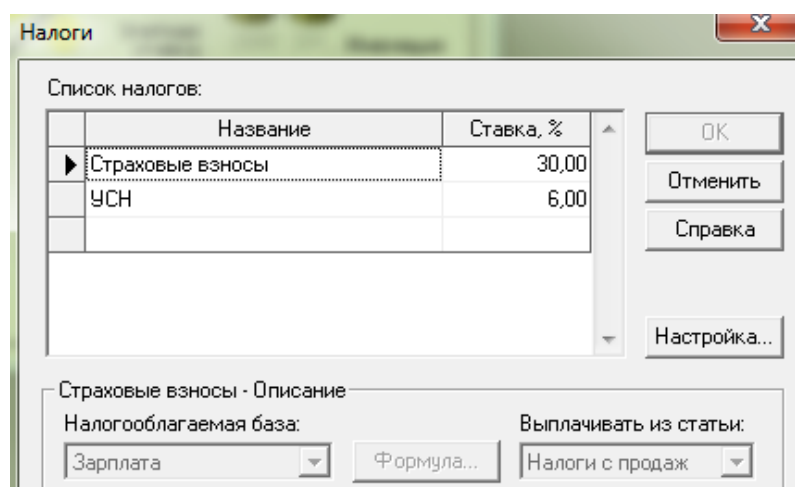 Налоги
Список налогов:
Название Ставка, %
Страховые взносы 30,00
УСН 6,00
OK
Отменить
Справка
Настройка...
Страховые взносы - Описание
Налогооблагаемая база: Выплачивать из статьи:
Зарплата Формула... Налоги с продаж